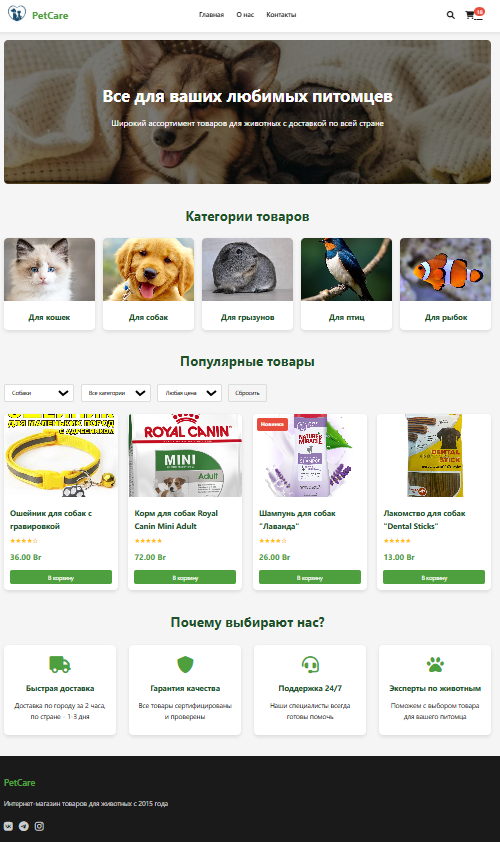 PetCare
Главная О нас Контакты
18
Все для ваших любимых питомцев
Широкий ассортимент товаров для животных с доставкой по всей стране
Категории товаров
Для кошек
Для собак
Для грызунов
Для птиц
Для рыбок
Популярные товары
Собаки
Все категории
Любая цена
Сбросить
ДЛЯ МАЛЕНЬКИХ ПОРОД
С АДРЕСНИКОМ
Ошейник для собак с
гравировкой
★★★★☆
36.00 Br
В корзину
ROYAL CANIN
MINI
Adult
Корм для собак Royal
Canin Mini Adult
★★★★★
72.00 Br
В корзину
Новинка
NATURE'S
MIRACLE
Шампунь для собак
"Лаванда"
★★★★☆
26.00 Br
В корзину
DENTAL
STICK
Лакомство для собак
"Dental Sticks"
★★★★★
13.00 Br
В корзину
Почему выбирают нас?
Быстрая доставка
Доставка по городу за 2 часа,
по стране - 1-3 дня
Гарантия качества
Все товары сертифицированы
и проверены
Поддержка 24/7
Наши специалисты всегда
готовы помочь
Эксперты по животным
Поможем с выбором товара
для вашего питомца
PetCare
Интернет-магазин товаров для животных с 2015 года